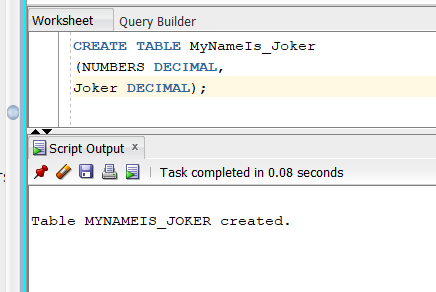 Worksheet Query Builder
CREATE TABLE MyNameIs_Joker
(NUMBERS DECIMAL,
Joker DECIMAL);
Script Output x
Task completed in 0.08 seconds
Table MYNAMEIS_JOKER created.